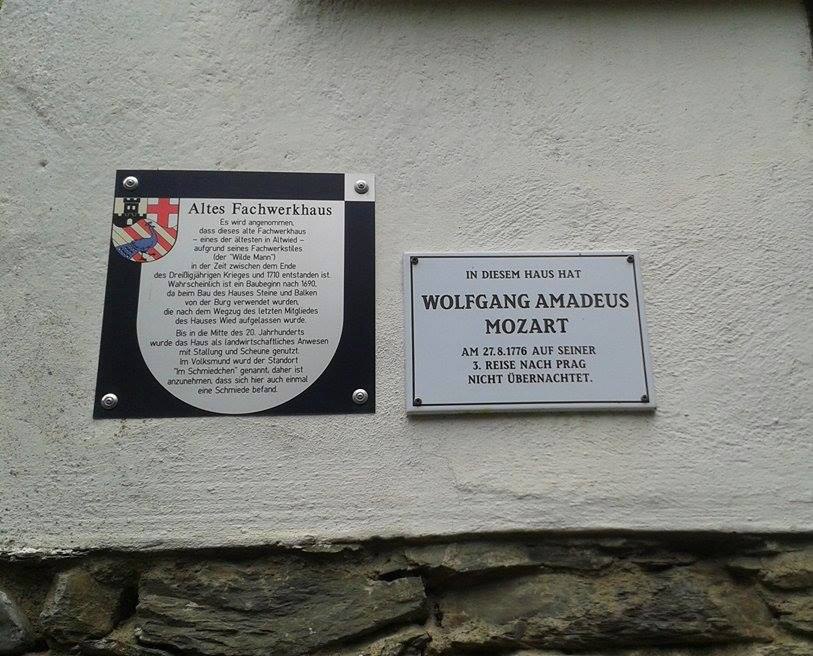 Altes Fachwerkhaus
Es wird angenommen,
dass dieses alte Fachwerkhaus
– eines der ältesten in Altwied –
aufgrund seines Fachwerkstiles
(der "Wilde Mann")
in der Zeit zwischen dem Ende
des Dreißigjährigen Krieges und 1710 entstanden ist.
Wahrscheinlich ist ein Baubeginn nach 1690,
da beim Bau des Hauses Steine und Balken
von der Burg verwendet wurden,
die nach dem Wegzug des letzten Mitgliedes
des Hauses Wied aufgelassen wurde.
Bis in die Mitte des 20. Jahrhunderts
wurde das Haus als landwirtschaftliches Anwesen
mit Stallung und Scheune genutzt.
Im Volksmund wurd der Standort
"Im Schmiedchen" genannt, daher ist
anzunehmen, dass sich hier auch einmal
eine Schmiede befand.
IN DIESEM HAUS HAT
WOLFGANG AMADEUS
MOZART
AM 27.8.1776 AUF SEINER
3. REISE NACH PRAG
NICHT ÜBERNACHTET.